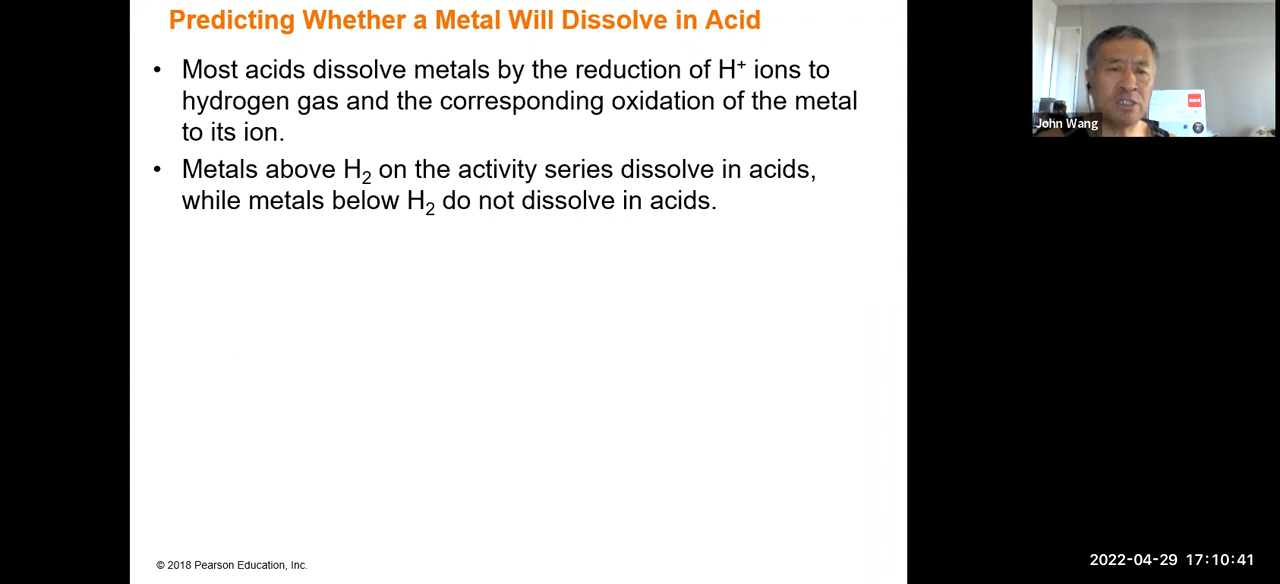 Predicting Whether a Metal Will Dissolve in Acid
• Most acids dissolve metals by the reduction of H⁺ ions to
hydrogen gas and the corresponding oxidation of the metal
to its ion.
• Metals above H₂ on the activity series dissolve in acids,
while metals below H₂ do not dissolve in acids.
John Wang
© 2018 Pearson Education, Inc.
2022-04-29 17:10:41